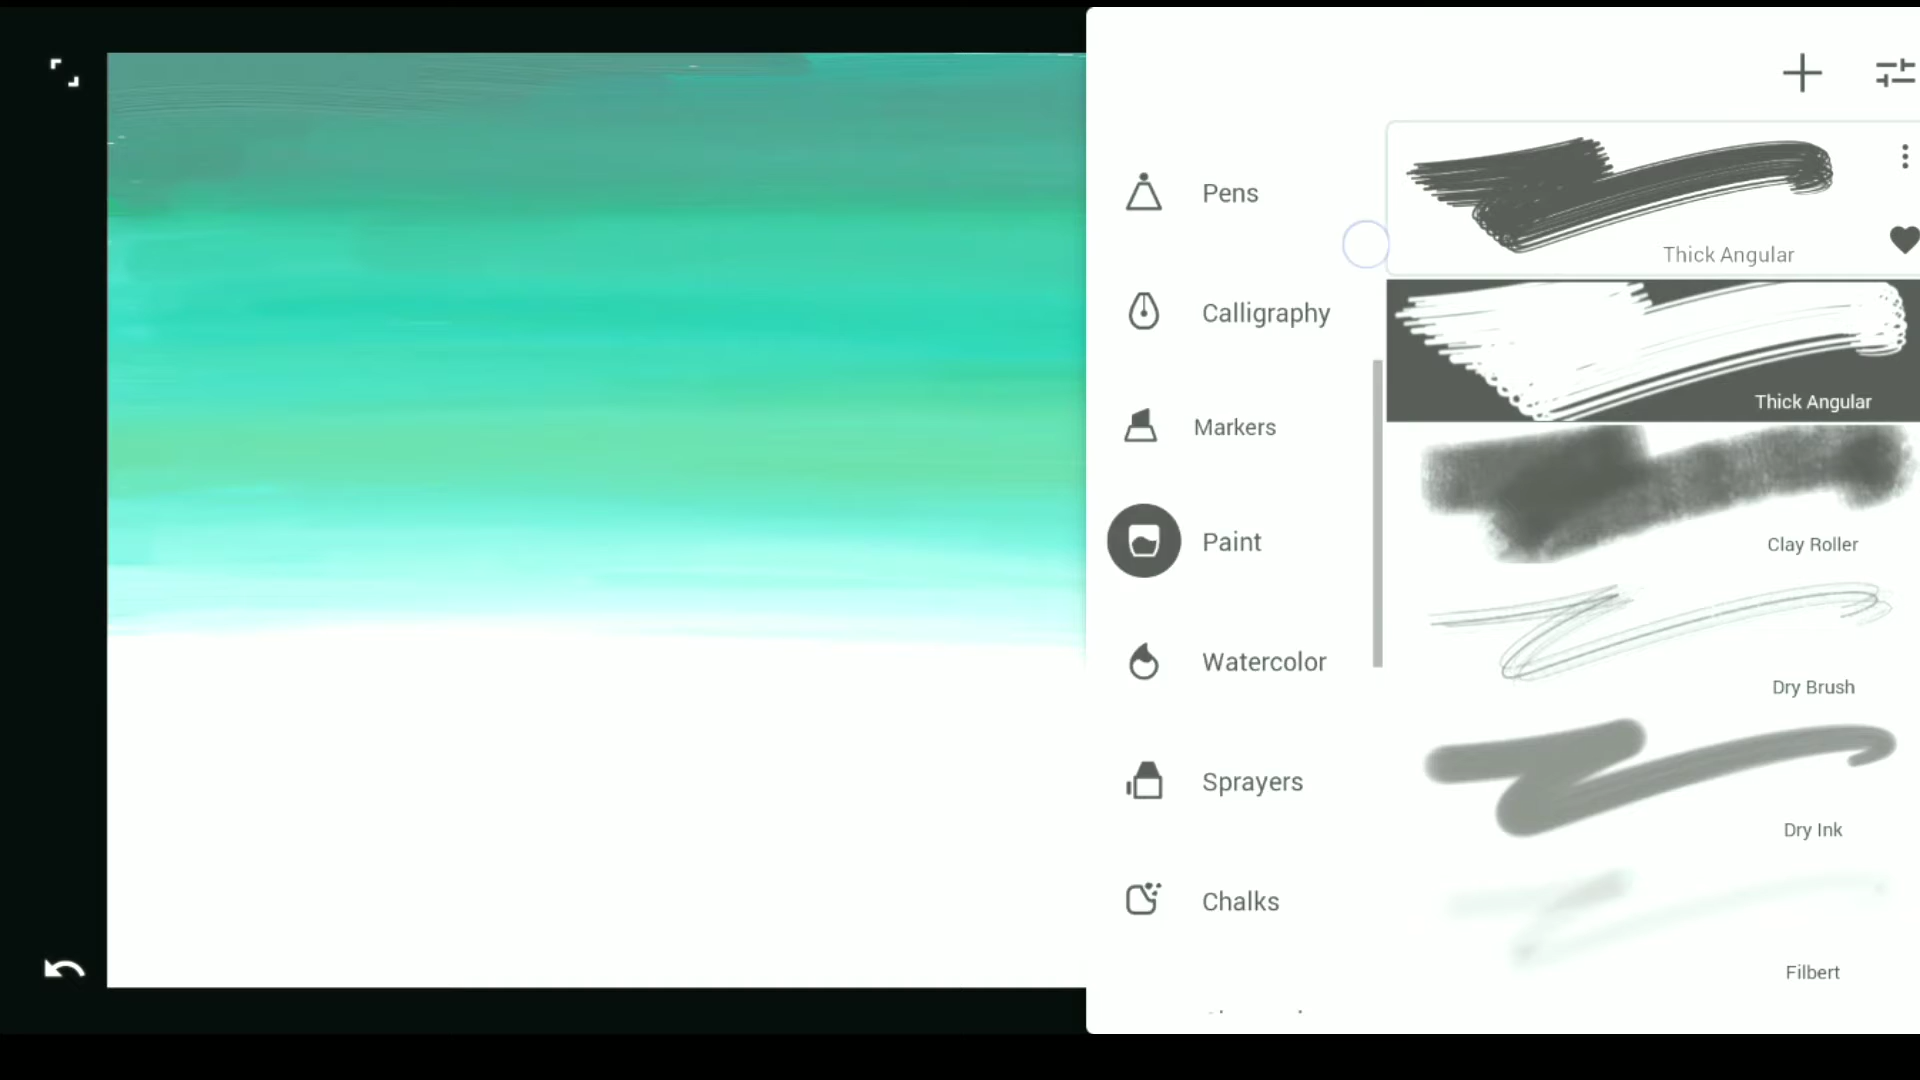 Pens
Calligraphy
Markers
Paint
Watercolor
Sprayers
Chalks
Thick Angular
Thick Angular
Clay Roller
Dry Brush
Dry Ink
Filbert